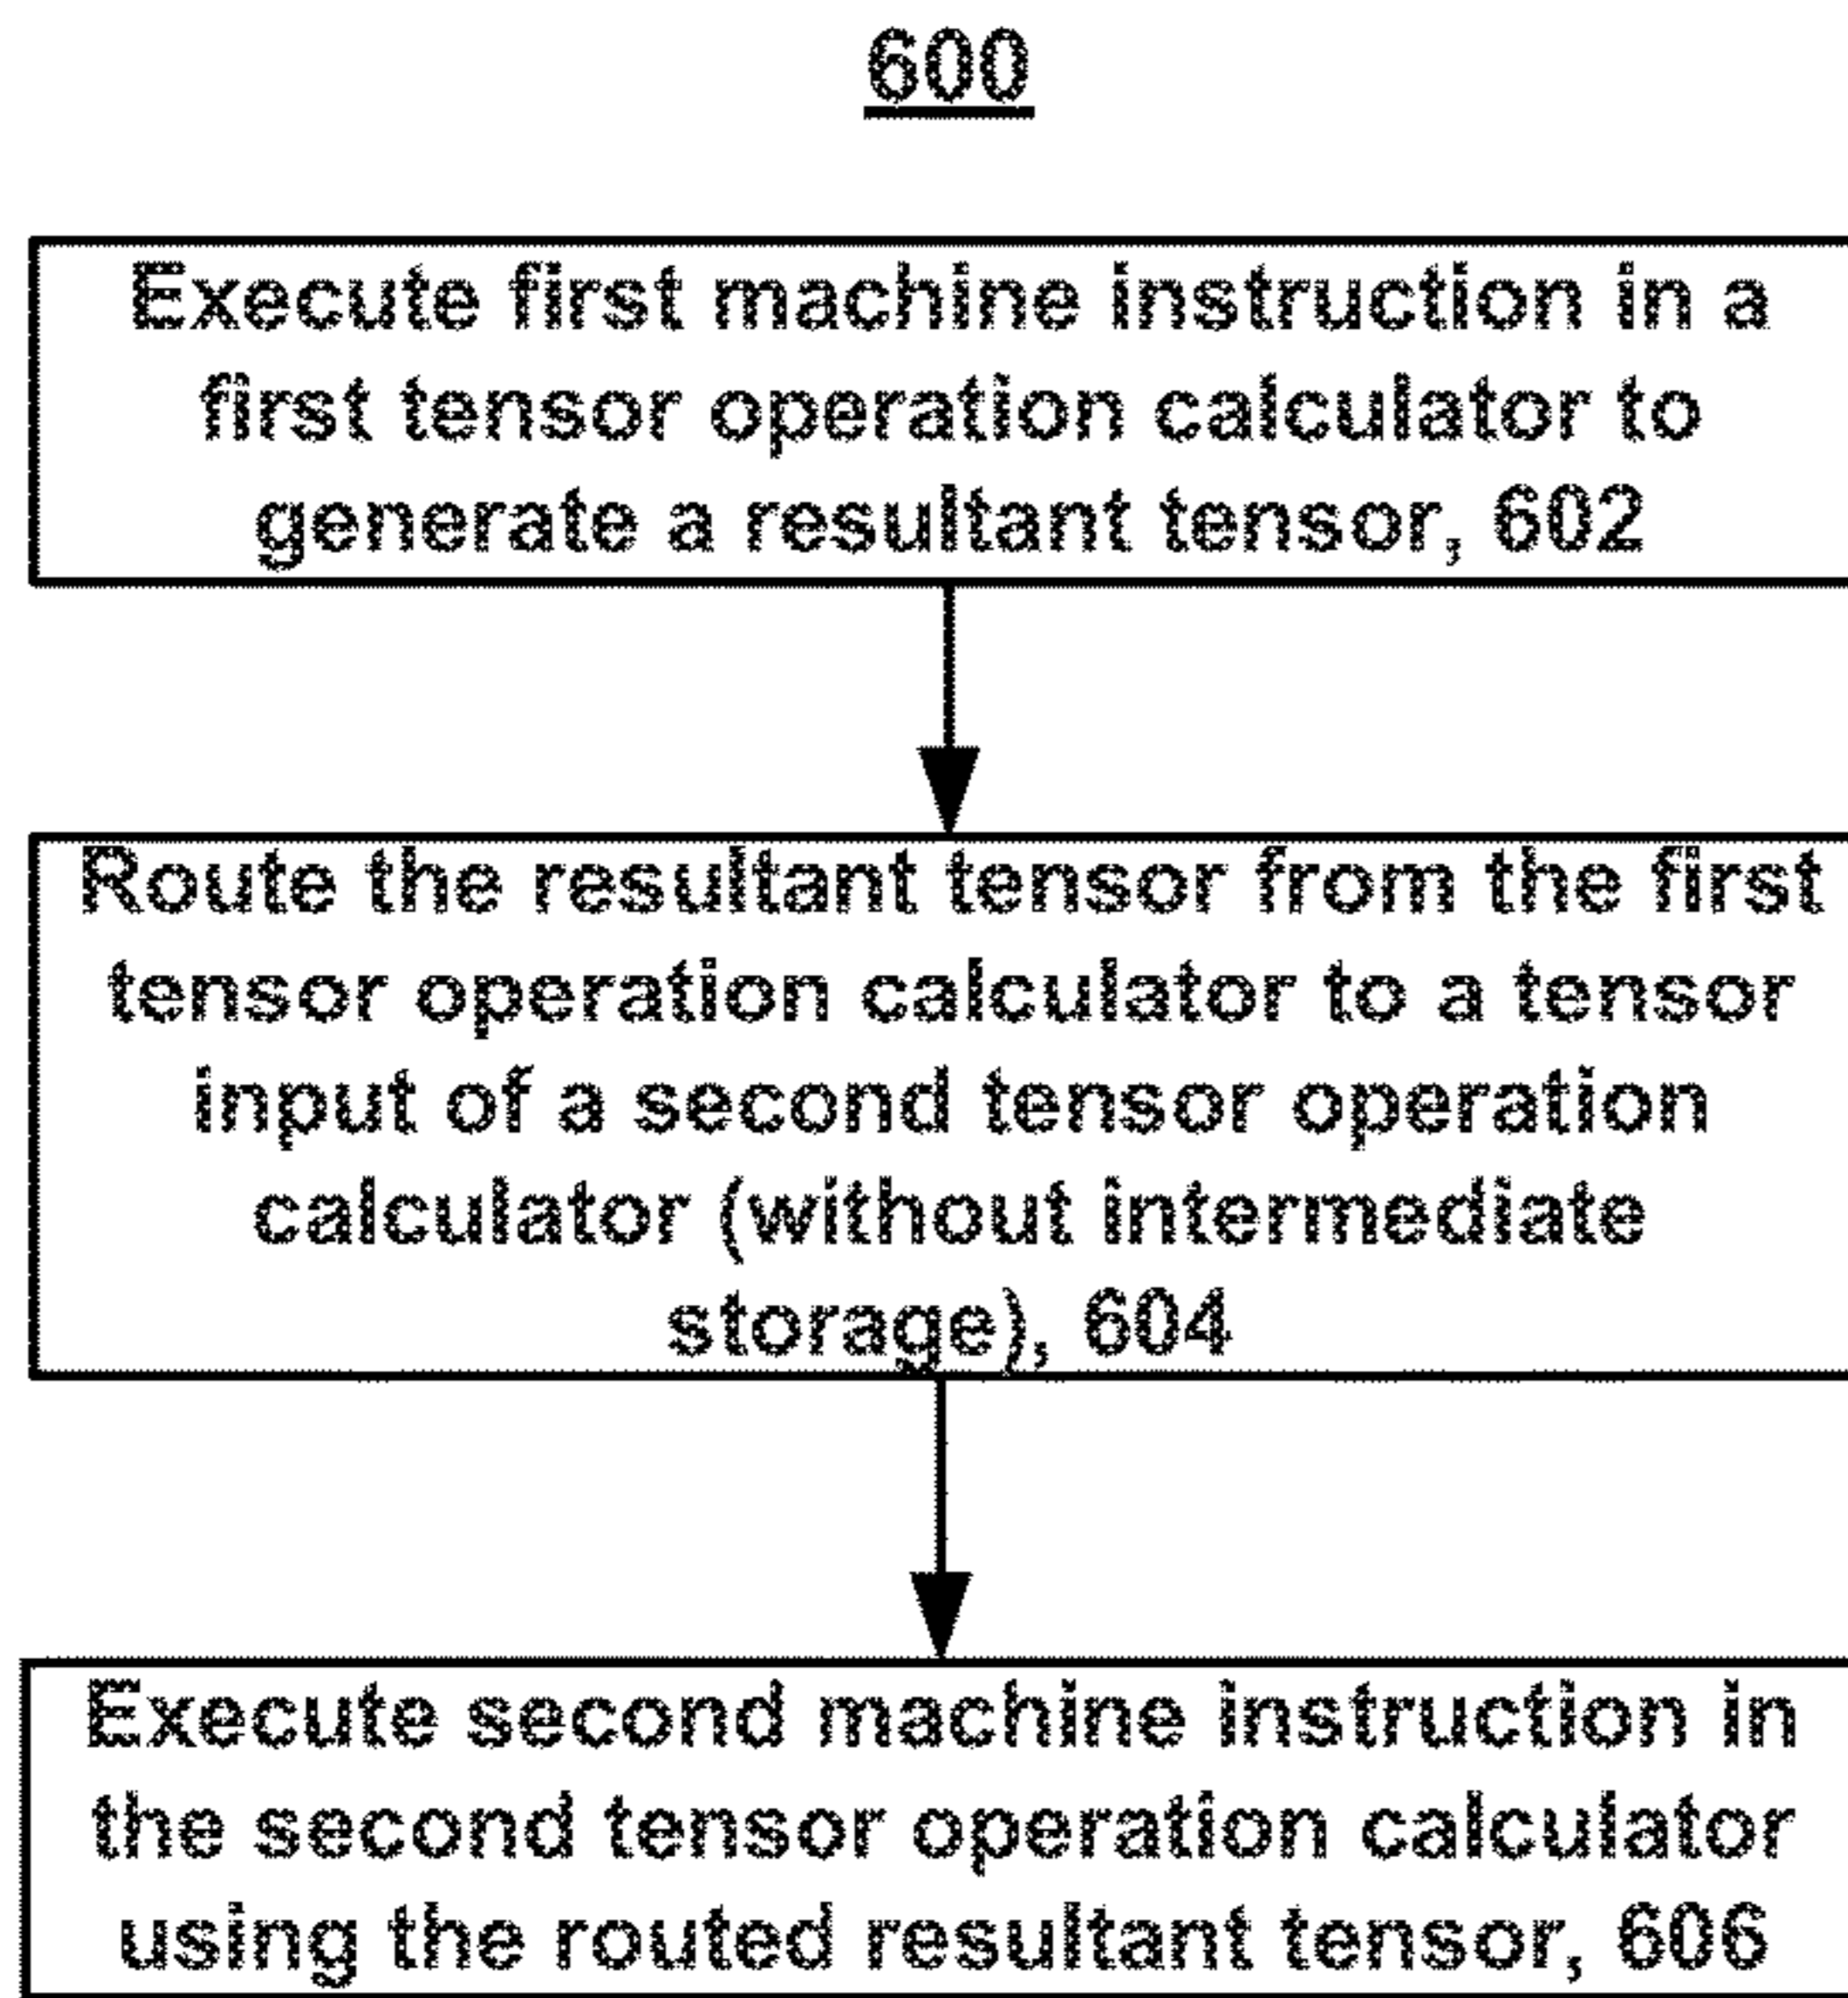 600
Execute first machine instruction in a
first tensor operation calculator to
generate a resultant tensor, 602
Route the resultant tensor from the first
tensor operation calculator to a tensor
input of a second tensor operation
calculator (without intermediate
storage), 604
Execute second machine instruction in
the second tensor operation calculator
using the routed resultant tensor, 606